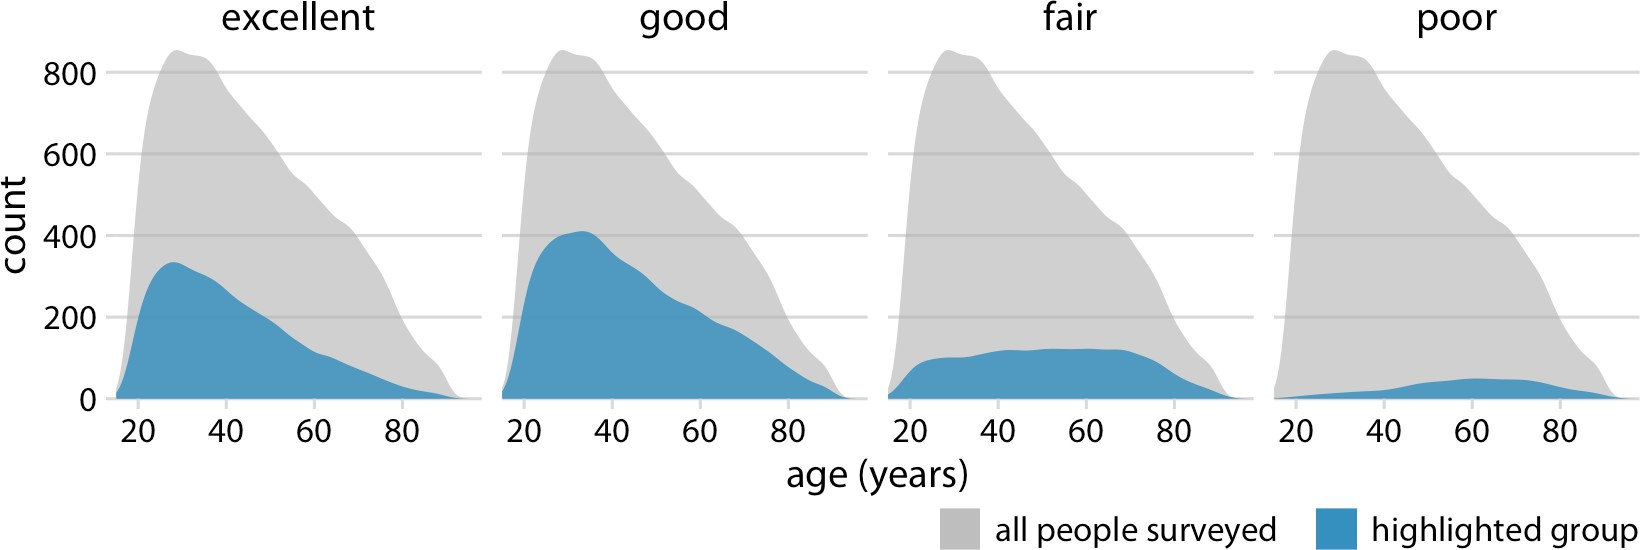 excellent good fair poor
800
600
400
200
0
count
20 40 60 80 20 40 60 80 20 40 60 80 20 40 60 80
age (years)
all people surveyed highlighted group